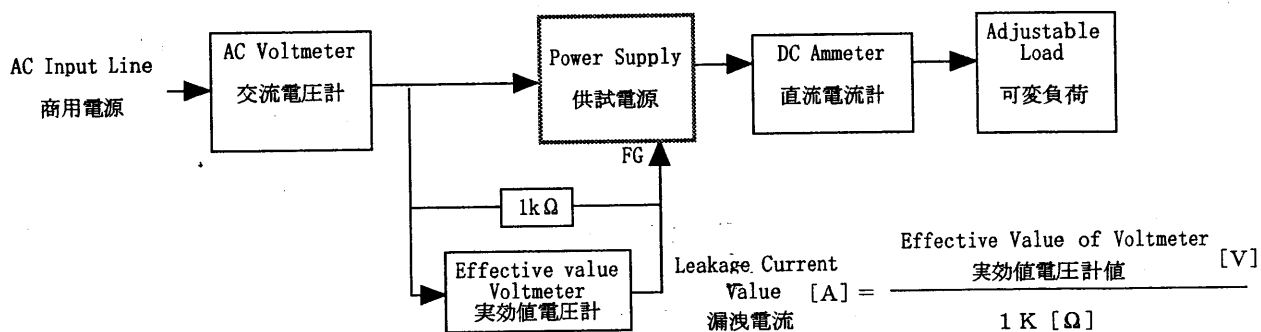 AC Input Line
商用電源
AC Voltmeter
交流電圧計
Power Supply
供試電源
FG
DC Ammeter
直流電流計
Adjustable
Load
可変負荷
1kΩ
Effective value
Voltmeter
実効値電圧計
Leakage Current
Value [A] =
漏洩電流
Effective Value of Voltmeter
実効値電圧計値 [V]
1 K [Ω]